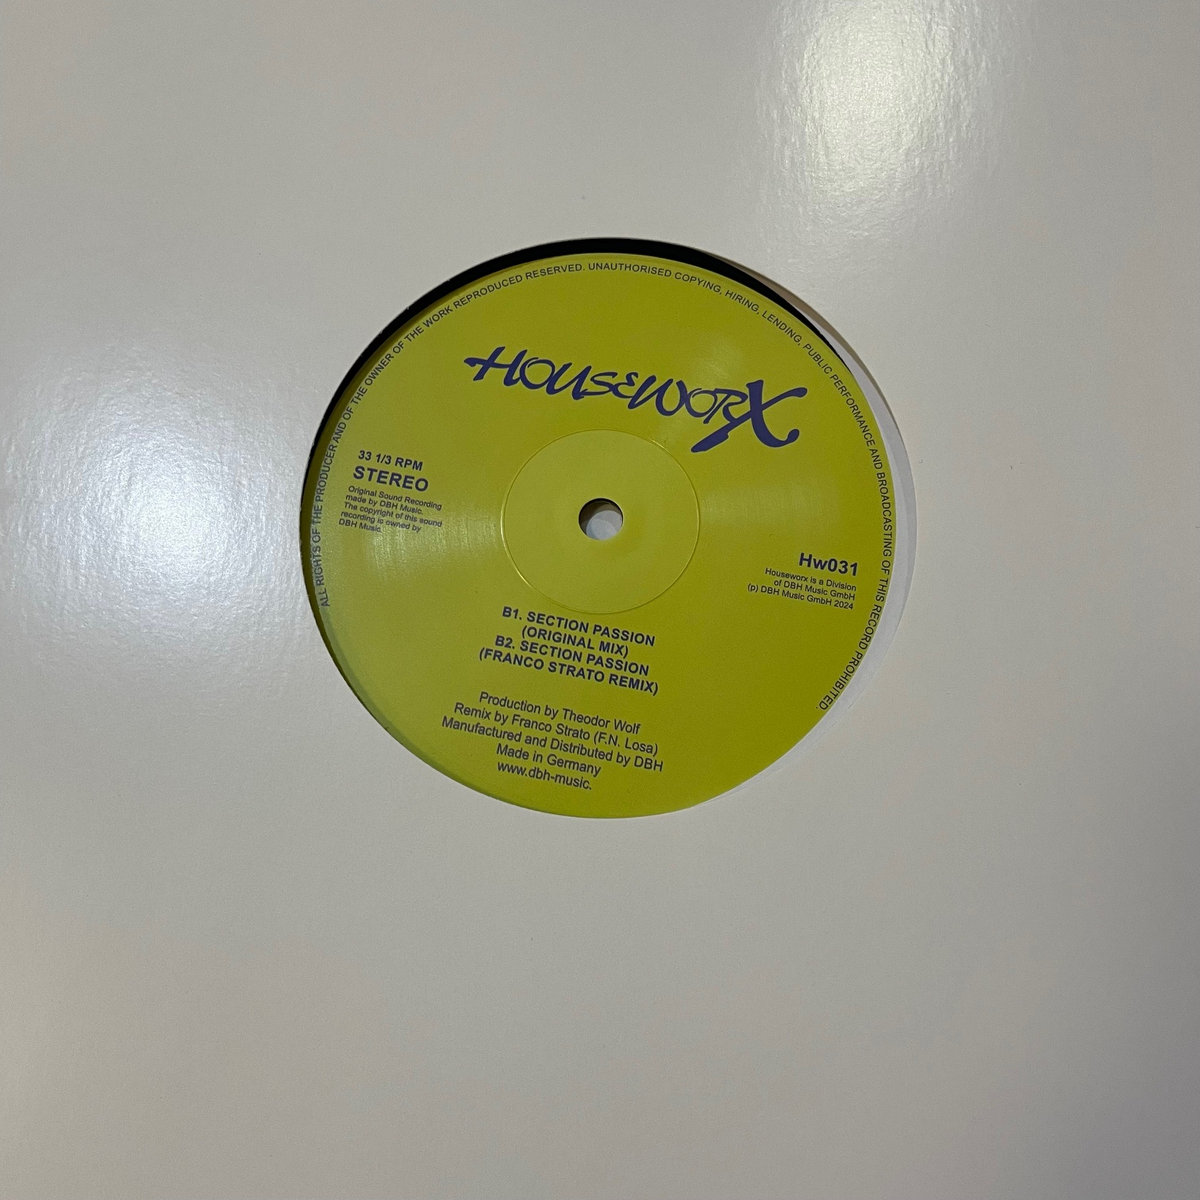 ALL RIGHTS OF THE PRODUCER AND OF THE OWNER OF THE WORK REPRODUCED RESERVED. UNAUTHORISED COPYING. HIRING, LENDING, PUBLIC PERFORMANCE AND BROADCASTING OF THIS RECORD PROHIBITED.
HOUSEWORX
33 1/3 RPM
STEREO
Original Sound Recording
made by DBH Music.
The copyright of this sound
recording is owned by
DBH Music.
Hw031
Houseworx is a Division
of DBH Music GmbH
(p) DBH Music GmbH 2024
B1. SECTION PASSION
(ORIGINAL MIX)
B2. SECTION PASSION
(FRANCO STRATO REMIX)
Production by Theodor Wolf
Remix by Franco Strato (F.N. Losa)
Manufactured and Distributed by DBH
Made in Germany
www.dbh-music.